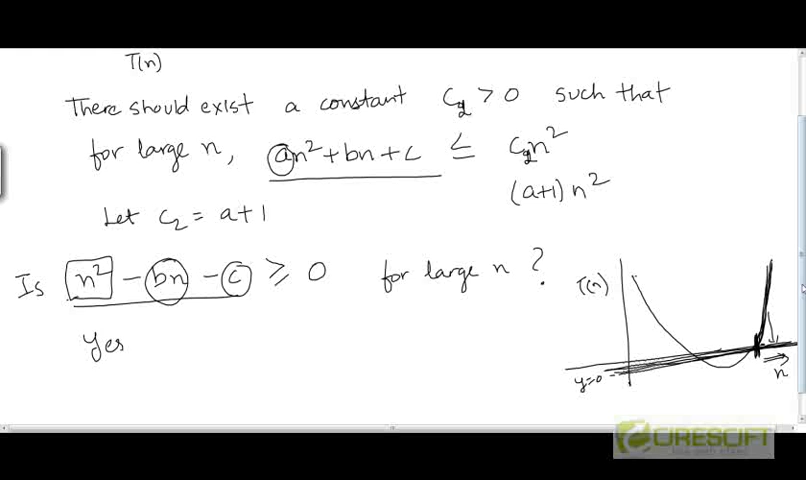 T(n)
There should exist a constant c₂ > 0 such that
for large n, an² + bn + c ≤ c₂n²
(a+1) n²
Let c₂ = a+1
Is n² - bn - c ≥ 0 for large n ?
Yes
T(n)
y=0
n
CIRESCIFT